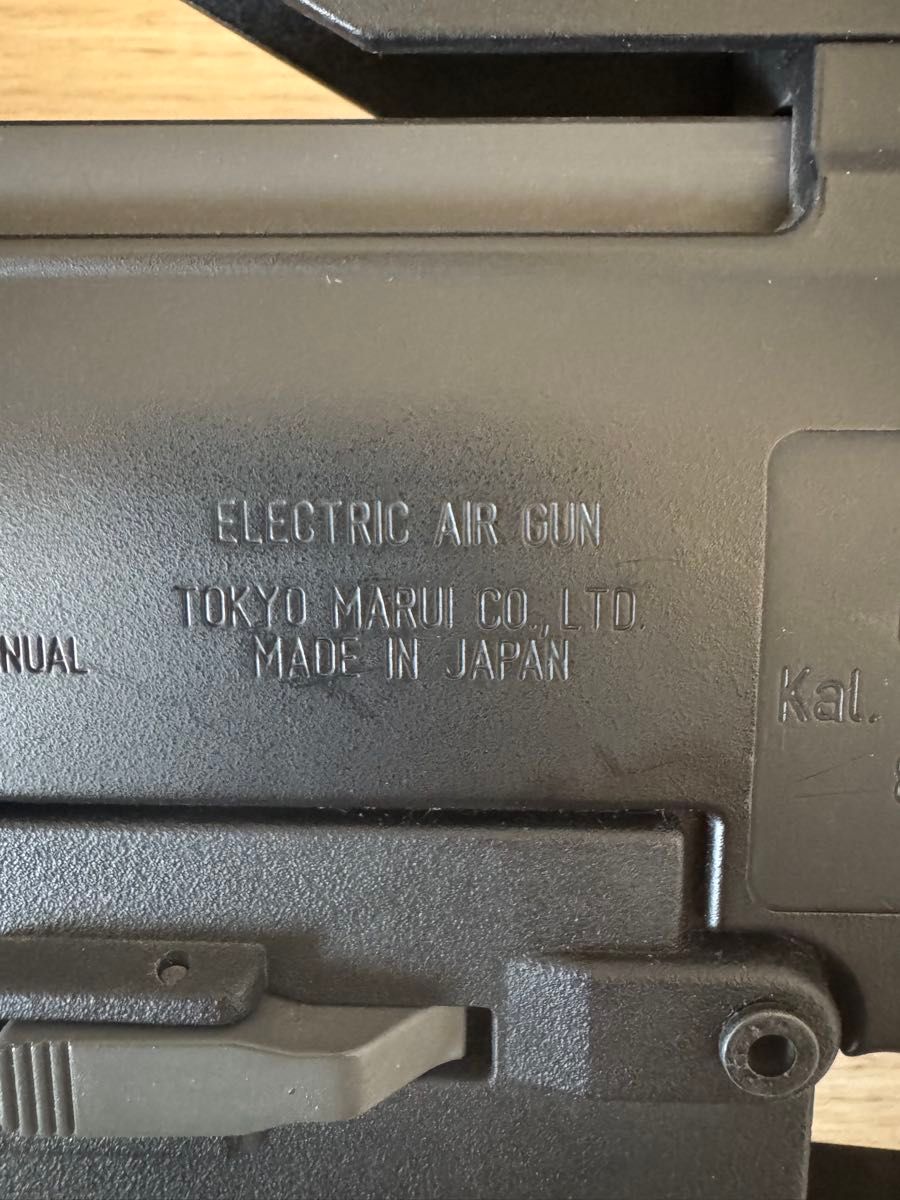 ELECTRIC AIR GUN
TOKYO MARUI CO., LTD.
MADE IN JAPAN
NUAL
Kal.